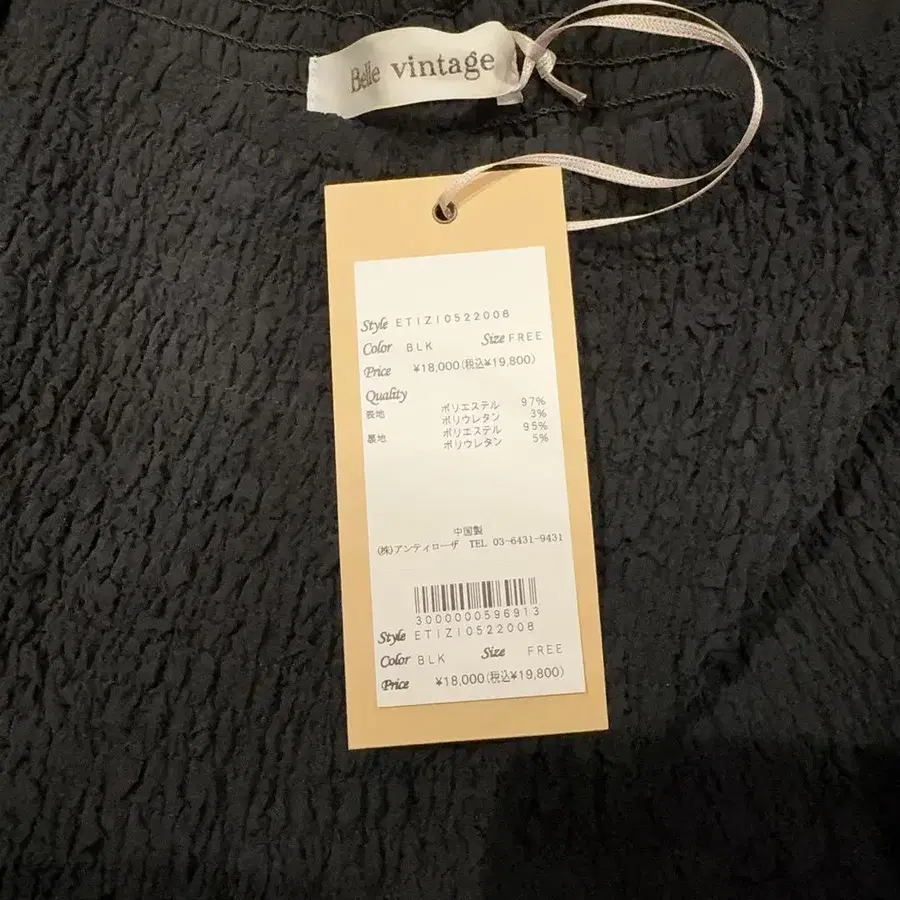 Belle vintage
Style ETIZI0522008
Color BLK Size FREE
Price ¥18,000(税込¥19,800)
Quality
表地 ポリエステル 97%
ポリウレタン 3%
裏地 ポリエステル 95%
ポリウレタン 5%
中国製
(株)アンティローザ TEL 03-6431-9431
3000000596913
Style ETIZI0522008
Color BLK Size FREE
Price ¥18,000(税込¥19,800)